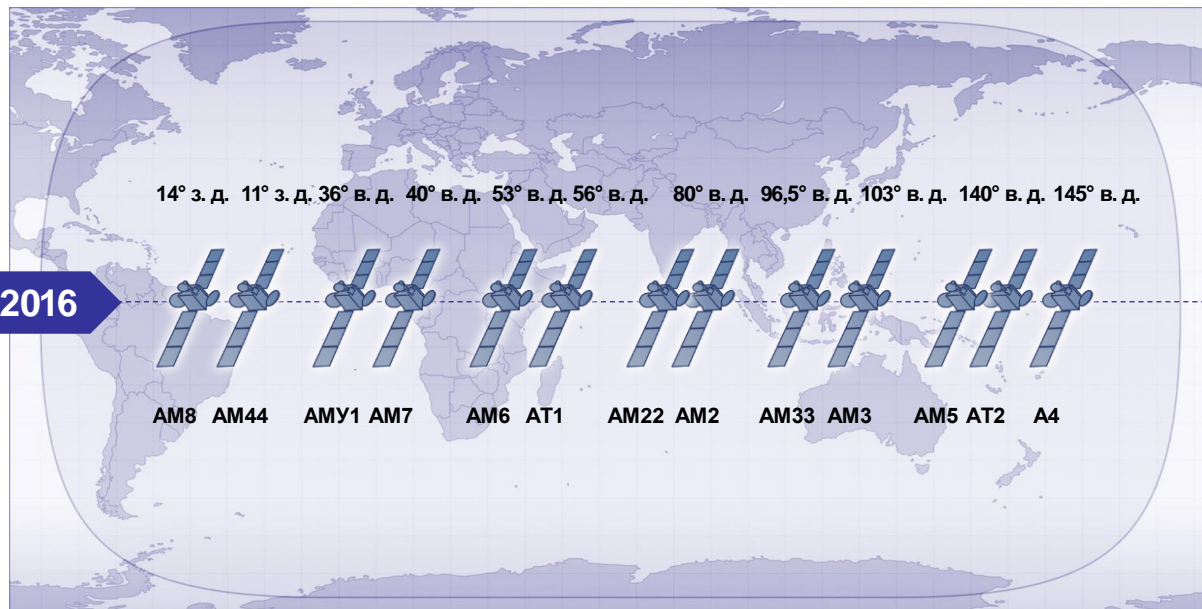 14° з. д. 11° з. д. 36° в. д. 40° в. д. 53° в. д. 56° в. д. 80° в. д. 96,5° в. д. 103° в. д. 140° в. д. 145° в. д.
2016
АМ8 АМ44 АМУ1 АМ7 АМ6 АТ1 АМ22 АМ2 АМ33 АМ3 АМ5 АТ2 А4